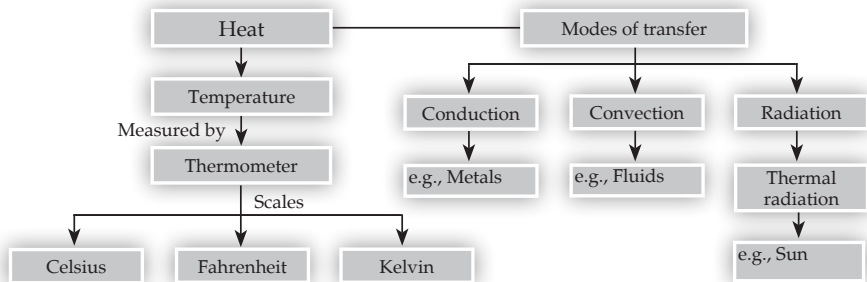 Heat
Modes of transfer
Temperature
Conduction
Convection
Radiation
Measured by
Thermometer
e.g., Metals
e.g., Fluids
Thermal
radiation
Scales
Celsius
Fahrenheit
Kelvin
e.g., Sun